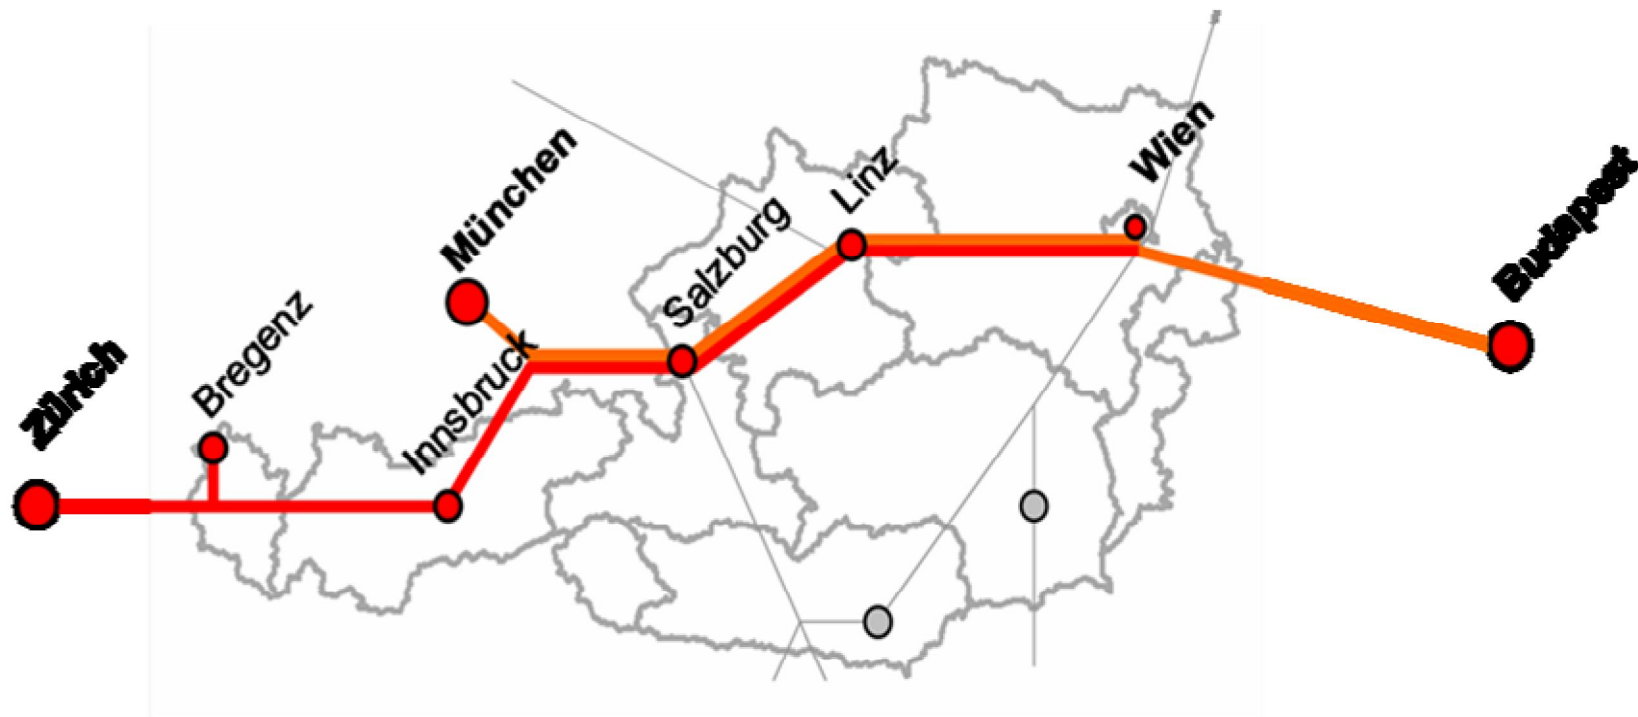 Zürich
Bregenz
München
Innsbruck
Salzburg
Linz
Wien
Budapest